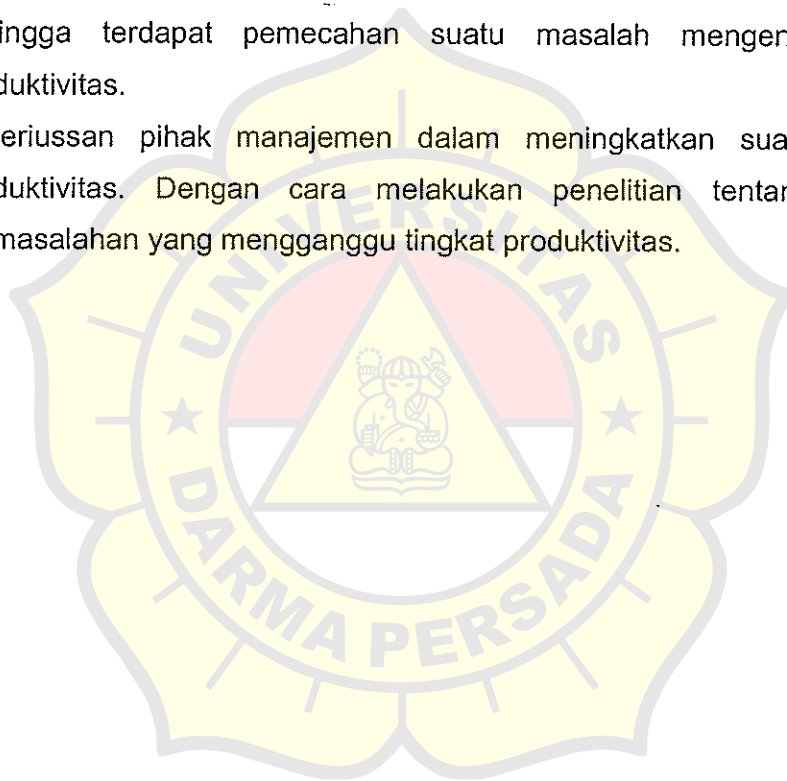 ingga terdapat pemecahan suatu masalah mengen
duktivitas.
eriussan pihak manajemen dalam meningkatkan sua
duktivitas. Dengan cara melakukan penelitian tentar
masalahan yang mengganggu tingkat produktivitas.
UNIVERSITAS
DARMA PERSADA